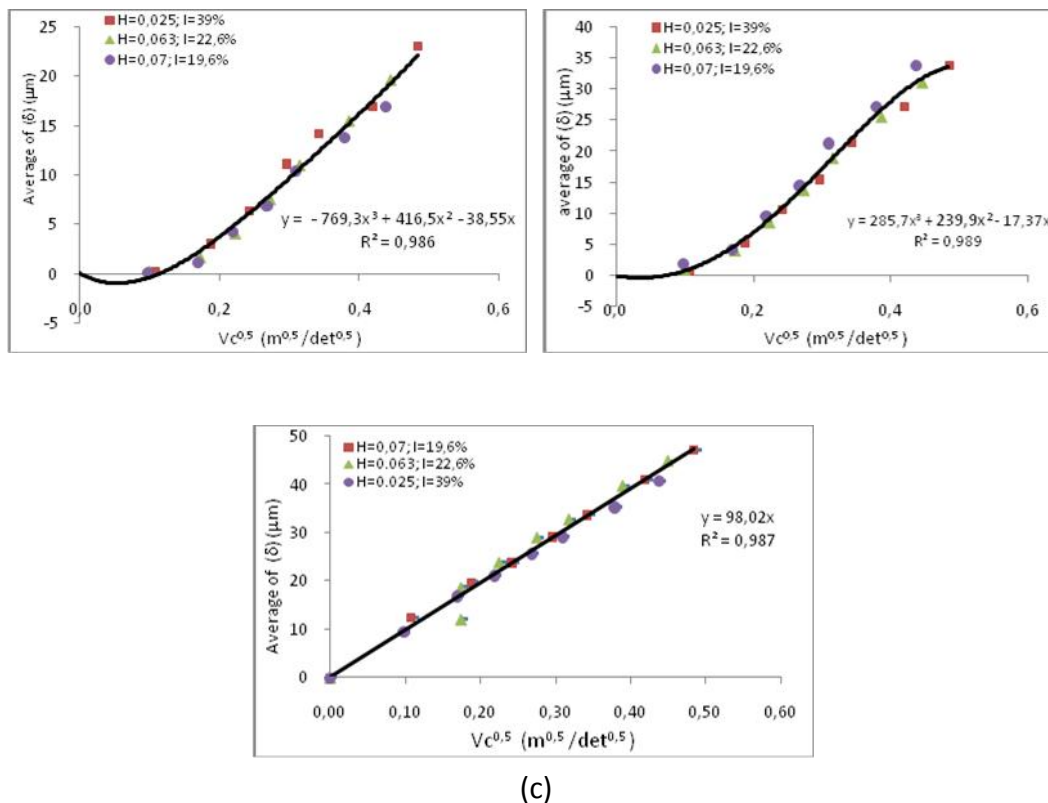 H=0,025; I=39%
H=0,063; I=22,6%
H=0,07; I=19,6%
25
20
15
10
5
0
-5
Average of (δ) (μm)
0,0 0,2 0,4 0,6
y = −769,3x³ + 416,5x² −38,55x
R² = 0,986
Vc^0,5 (m^0,5/det^0,5)
H=0,025; I=39%
H=0,063; I=22,6%
H=0,07; I=19,6%
40
35
30
25
20
15
10
5
0
-5
average of (δ) (μm)
0,0 0,2 0,4 0,6
y = 285,7x³ + 239,9x² - 17,37x
R² = 0,989
Vc^0,5 (m^0,5/det^0,5)
H=0,07; I=19,6%
H=0.063; I=22,6%
H=0.025; I=39%
50
40
30
20
10
0
Average of (δ) (μm)
y = 98,02x
R² = 0,987
0,00 0,10 0,20 0,30 0,40 0,50 0,60
Vc^0,5 (m^0,5/det^0,5)
(c)